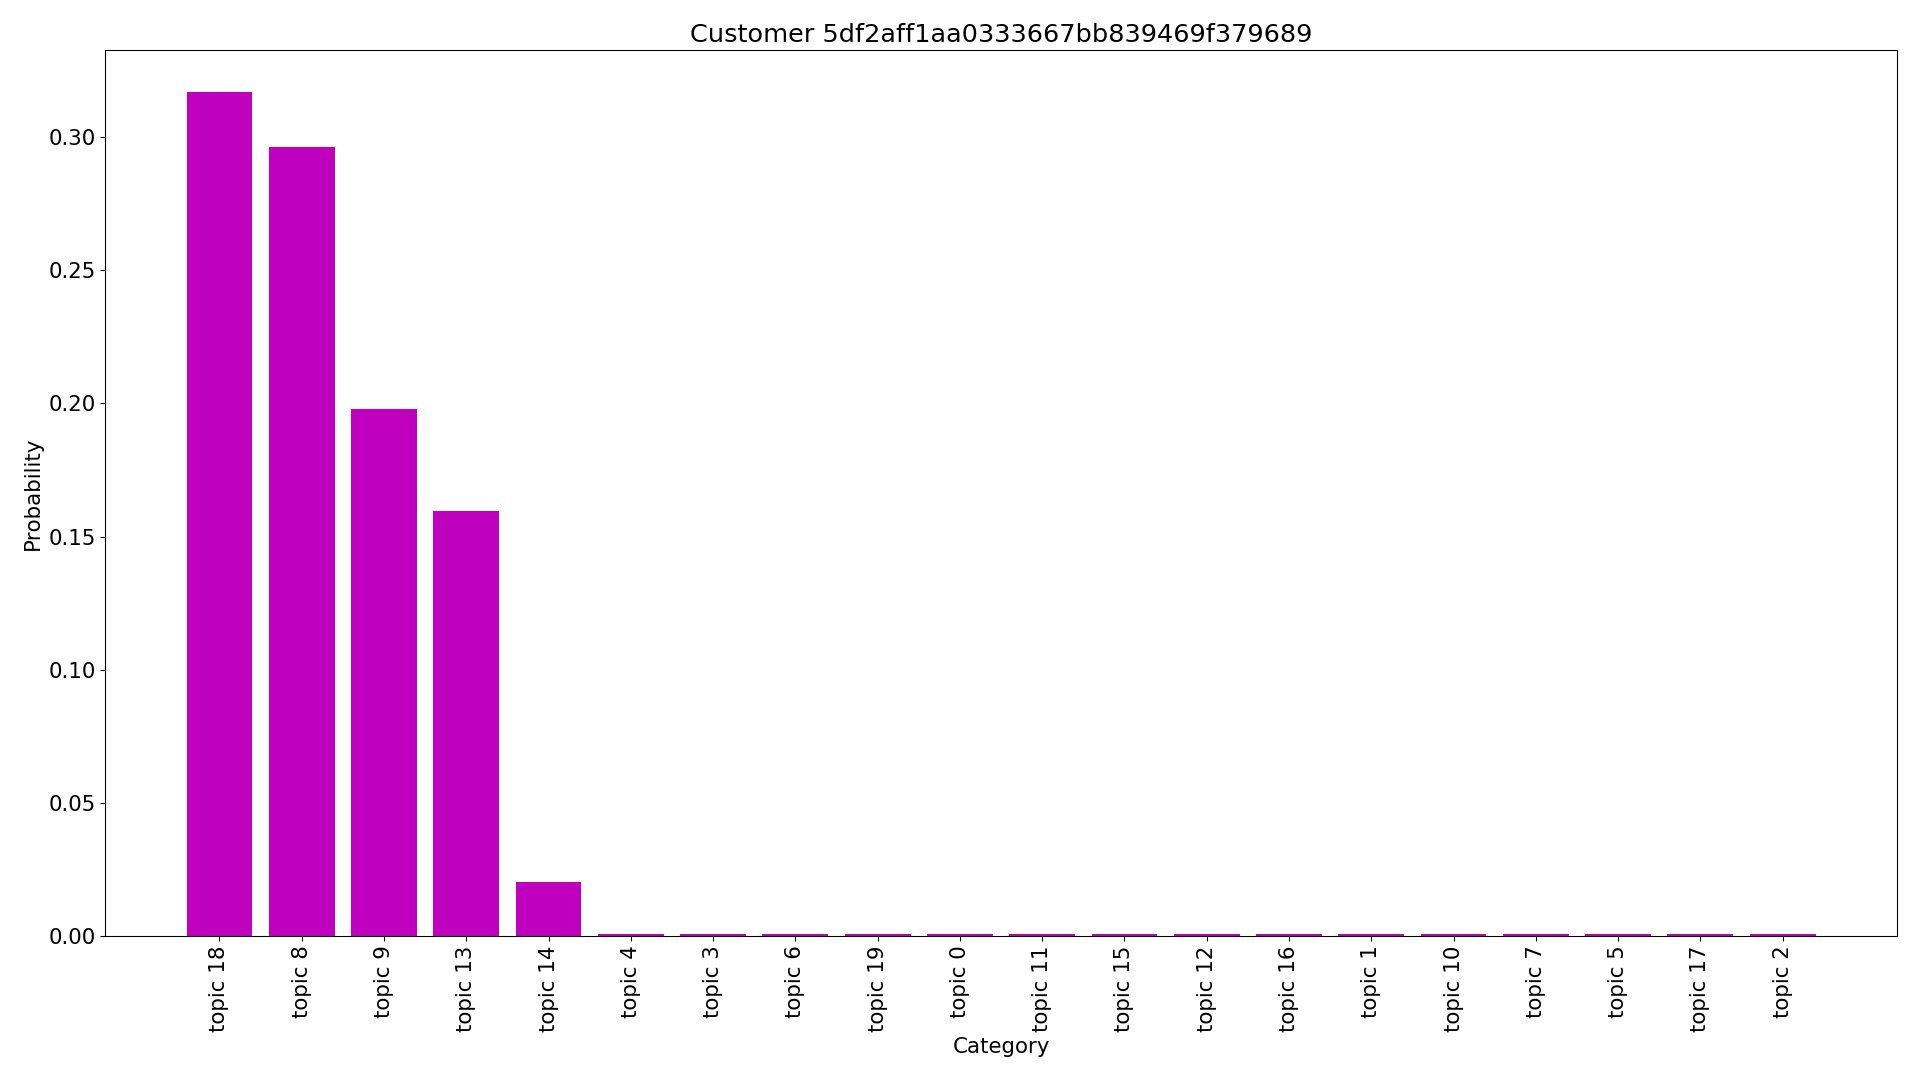 Customer 5df2aff1aa0333667bb839469f379689
Probability
0.30
0.25
0.20
0.15
0.10
0.05
0.00
topic 18
topic 8
topic 9
topic 13
topic 14
topic 4
topic 3
topic 6
topic 19
topic 0
topic 11
topic 15
topic 12
topic 16
topic 1
topic 10
topic 7
topic 5
topic 17
topic 2
Category